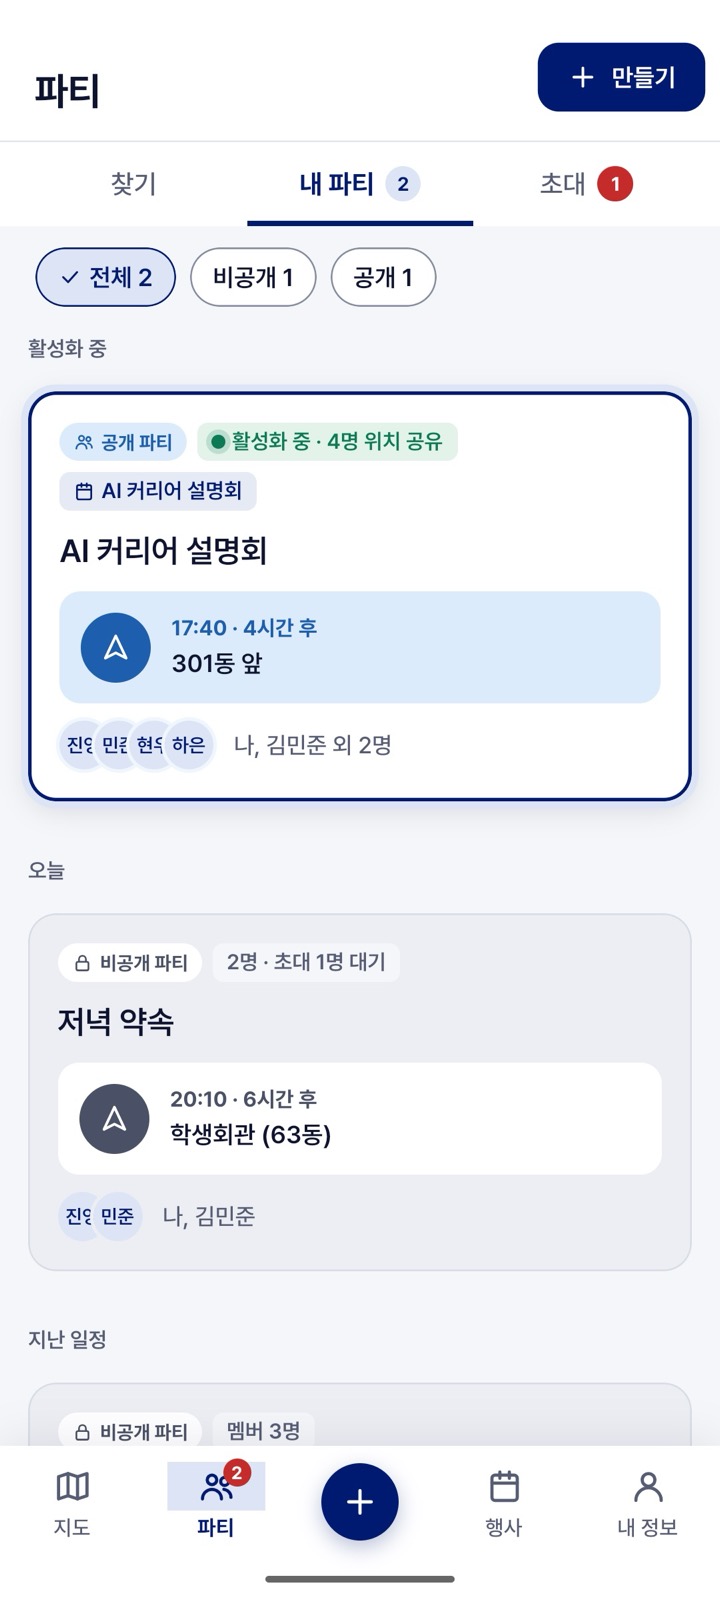 파티
만들기
찾기
내 파티 2
초대 1
전체 2
비공개 1
공개 1
활성화 중
공개 파티
활성화 중 · 4명 위치 공유
AI 커리어 설명회
AI 커리어 설명회
17:40 · 4시간 후
301동 앞
하은
나, 김민준 외 2명
오늘
비공개 파티
2명 · 초대 1명 대기
저녁 약속
20:10 · 6시간 후
학생회관 (63동)
민준
나, 김민준
지난 일정
비공개 파티
멤버 3명
2
지도
파티
행사
내 정보